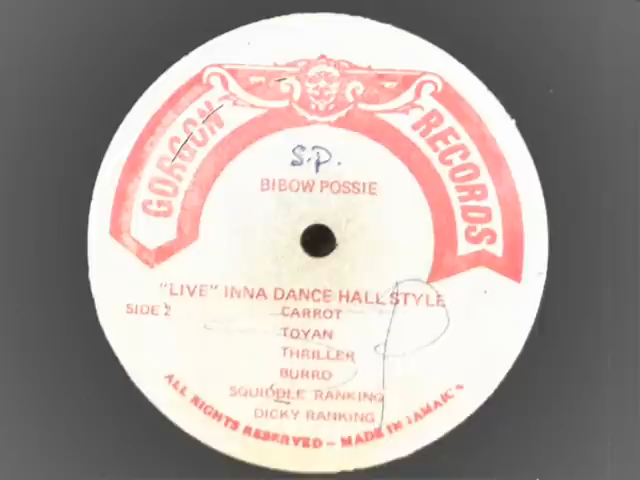 GORGON RECORDS
S.P.
BIBOW POSSIE
"LIVE" INNA DANCE HALL STYLE
SIDE 2
CARROT
TOYAN
THRILLER
BURRO
SQUIDDLE RANKING
DICKY RANKING
ALL RIGHTS RESERVED - MADE IN JAMAICA